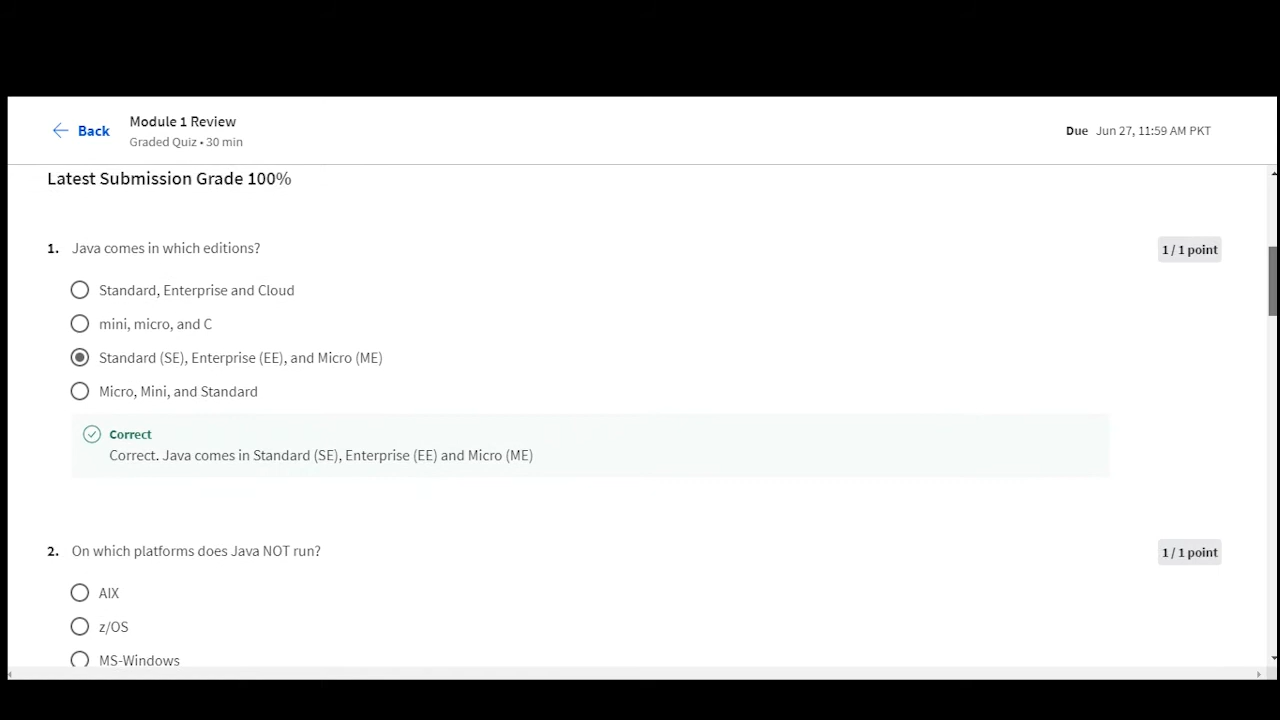 Back
Module 1 Review
Graded Quiz • 30 min
Due Jun 27, 11:59 AM PKT
Latest Submission Grade 100%
1. Java comes in which editions?
1 / 1 point
Standard, Enterprise and Cloud
mini, micro, and C
Standard (SE), Enterprise (EE), and Micro (ME)
Micro, Mini, and Standard
Correct
Correct. Java comes in Standard (SE), Enterprise (EE) and Micro (ME)
2. On which platforms does Java NOT run?
1 / 1 point
AIX
z/OS
MS-Windows